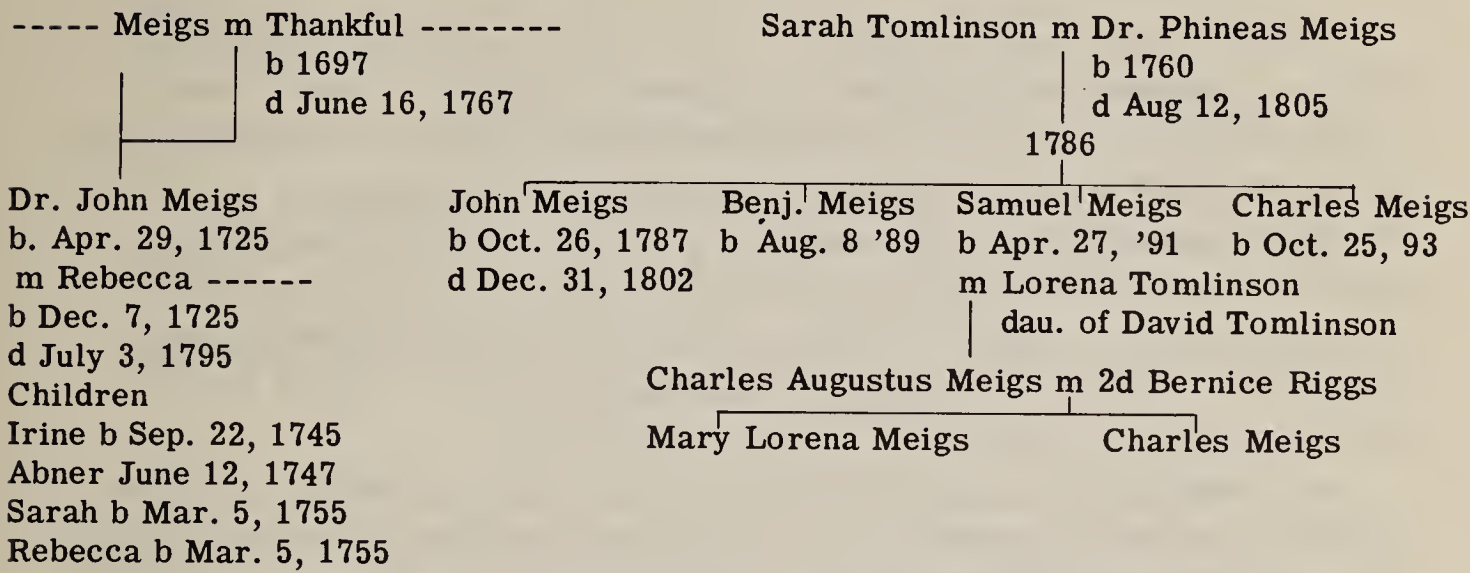 ----- Meigs m Thankful --------
b 1697
d June 16, 1767
Dr. John Meigs
b. Apr. 29, 1725
m Rebecca ------
b Dec. 7, 1725
d July 3, 1795
Children
Irine b Sep. 22, 1745
Abner June 12, 1747
Sarah b Mar. 5, 1755
Rebecca b Mar. 5, 1755
Sarah Tomlinson m Dr. Phineas Meigs
b 1760
d Aug 12, 1805
1786
John Meigs
b Oct. 26, 1787
d Dec. 31, 1802
Benj. Meigs
b Aug. 8 '89
Samuel Meigs
b Apr. 27, '91
m Lorena Tomlinson
dau. of David Tomlinson
Charles Meigs
b Oct. 25, 93
Charles Augustus Meigs m 2d Bernice Riggs
Mary Lorena Meigs
Charles Meigs